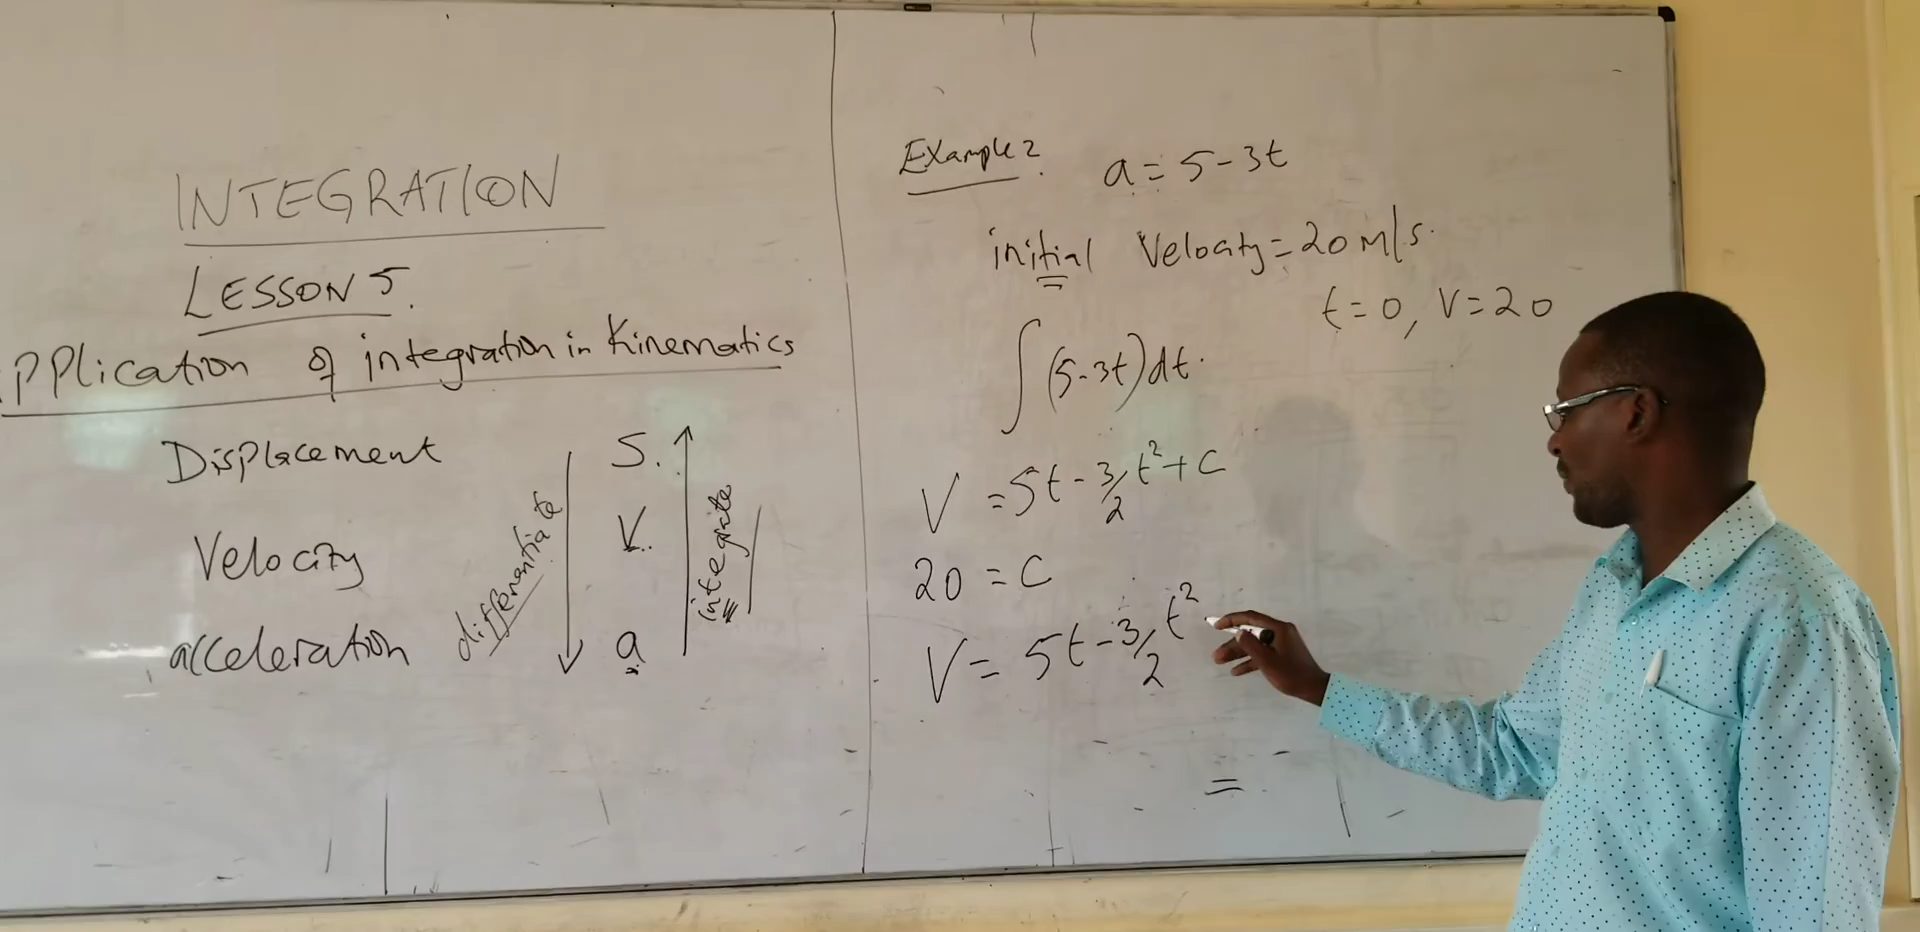 INTEGRATION
LESSON 5.
pplication of integration in Kinematics
Displacement
Velocity
acceleration
differentiate
S.
V.
a
integrate
Example 2.
a = 5 - 3t
initial Velocity = 20 m/s.
t = 0, V = 20
∫(5-3t)dt.
V = 5t - 3/2 t² + C
20 = C
V = 5t - 3/2 t²
=